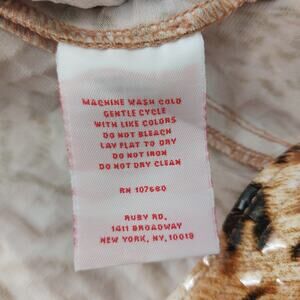 MACHINE WASH COLD
GENTLE CYCLE
WITH LIKE COLORS
DO NOT BLEACH
LAY FLAT TO DRY
DO NOT IRON
DO NOT DRY CLEAN
RN 107660
RUBY RD.
1411 BROADWAY
NEW YORK, NY, 10018